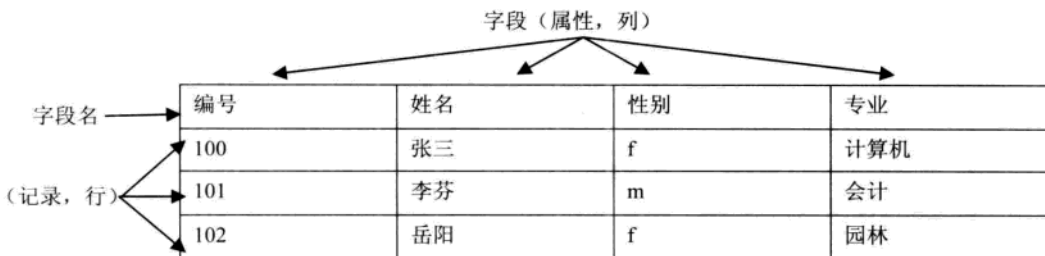 字段（属性，列）
字段名
编号 姓名 性别 专业
100 张三 f 计算机
（记录，行） 101 李芬 m 会计
102 岳阳 f 园林